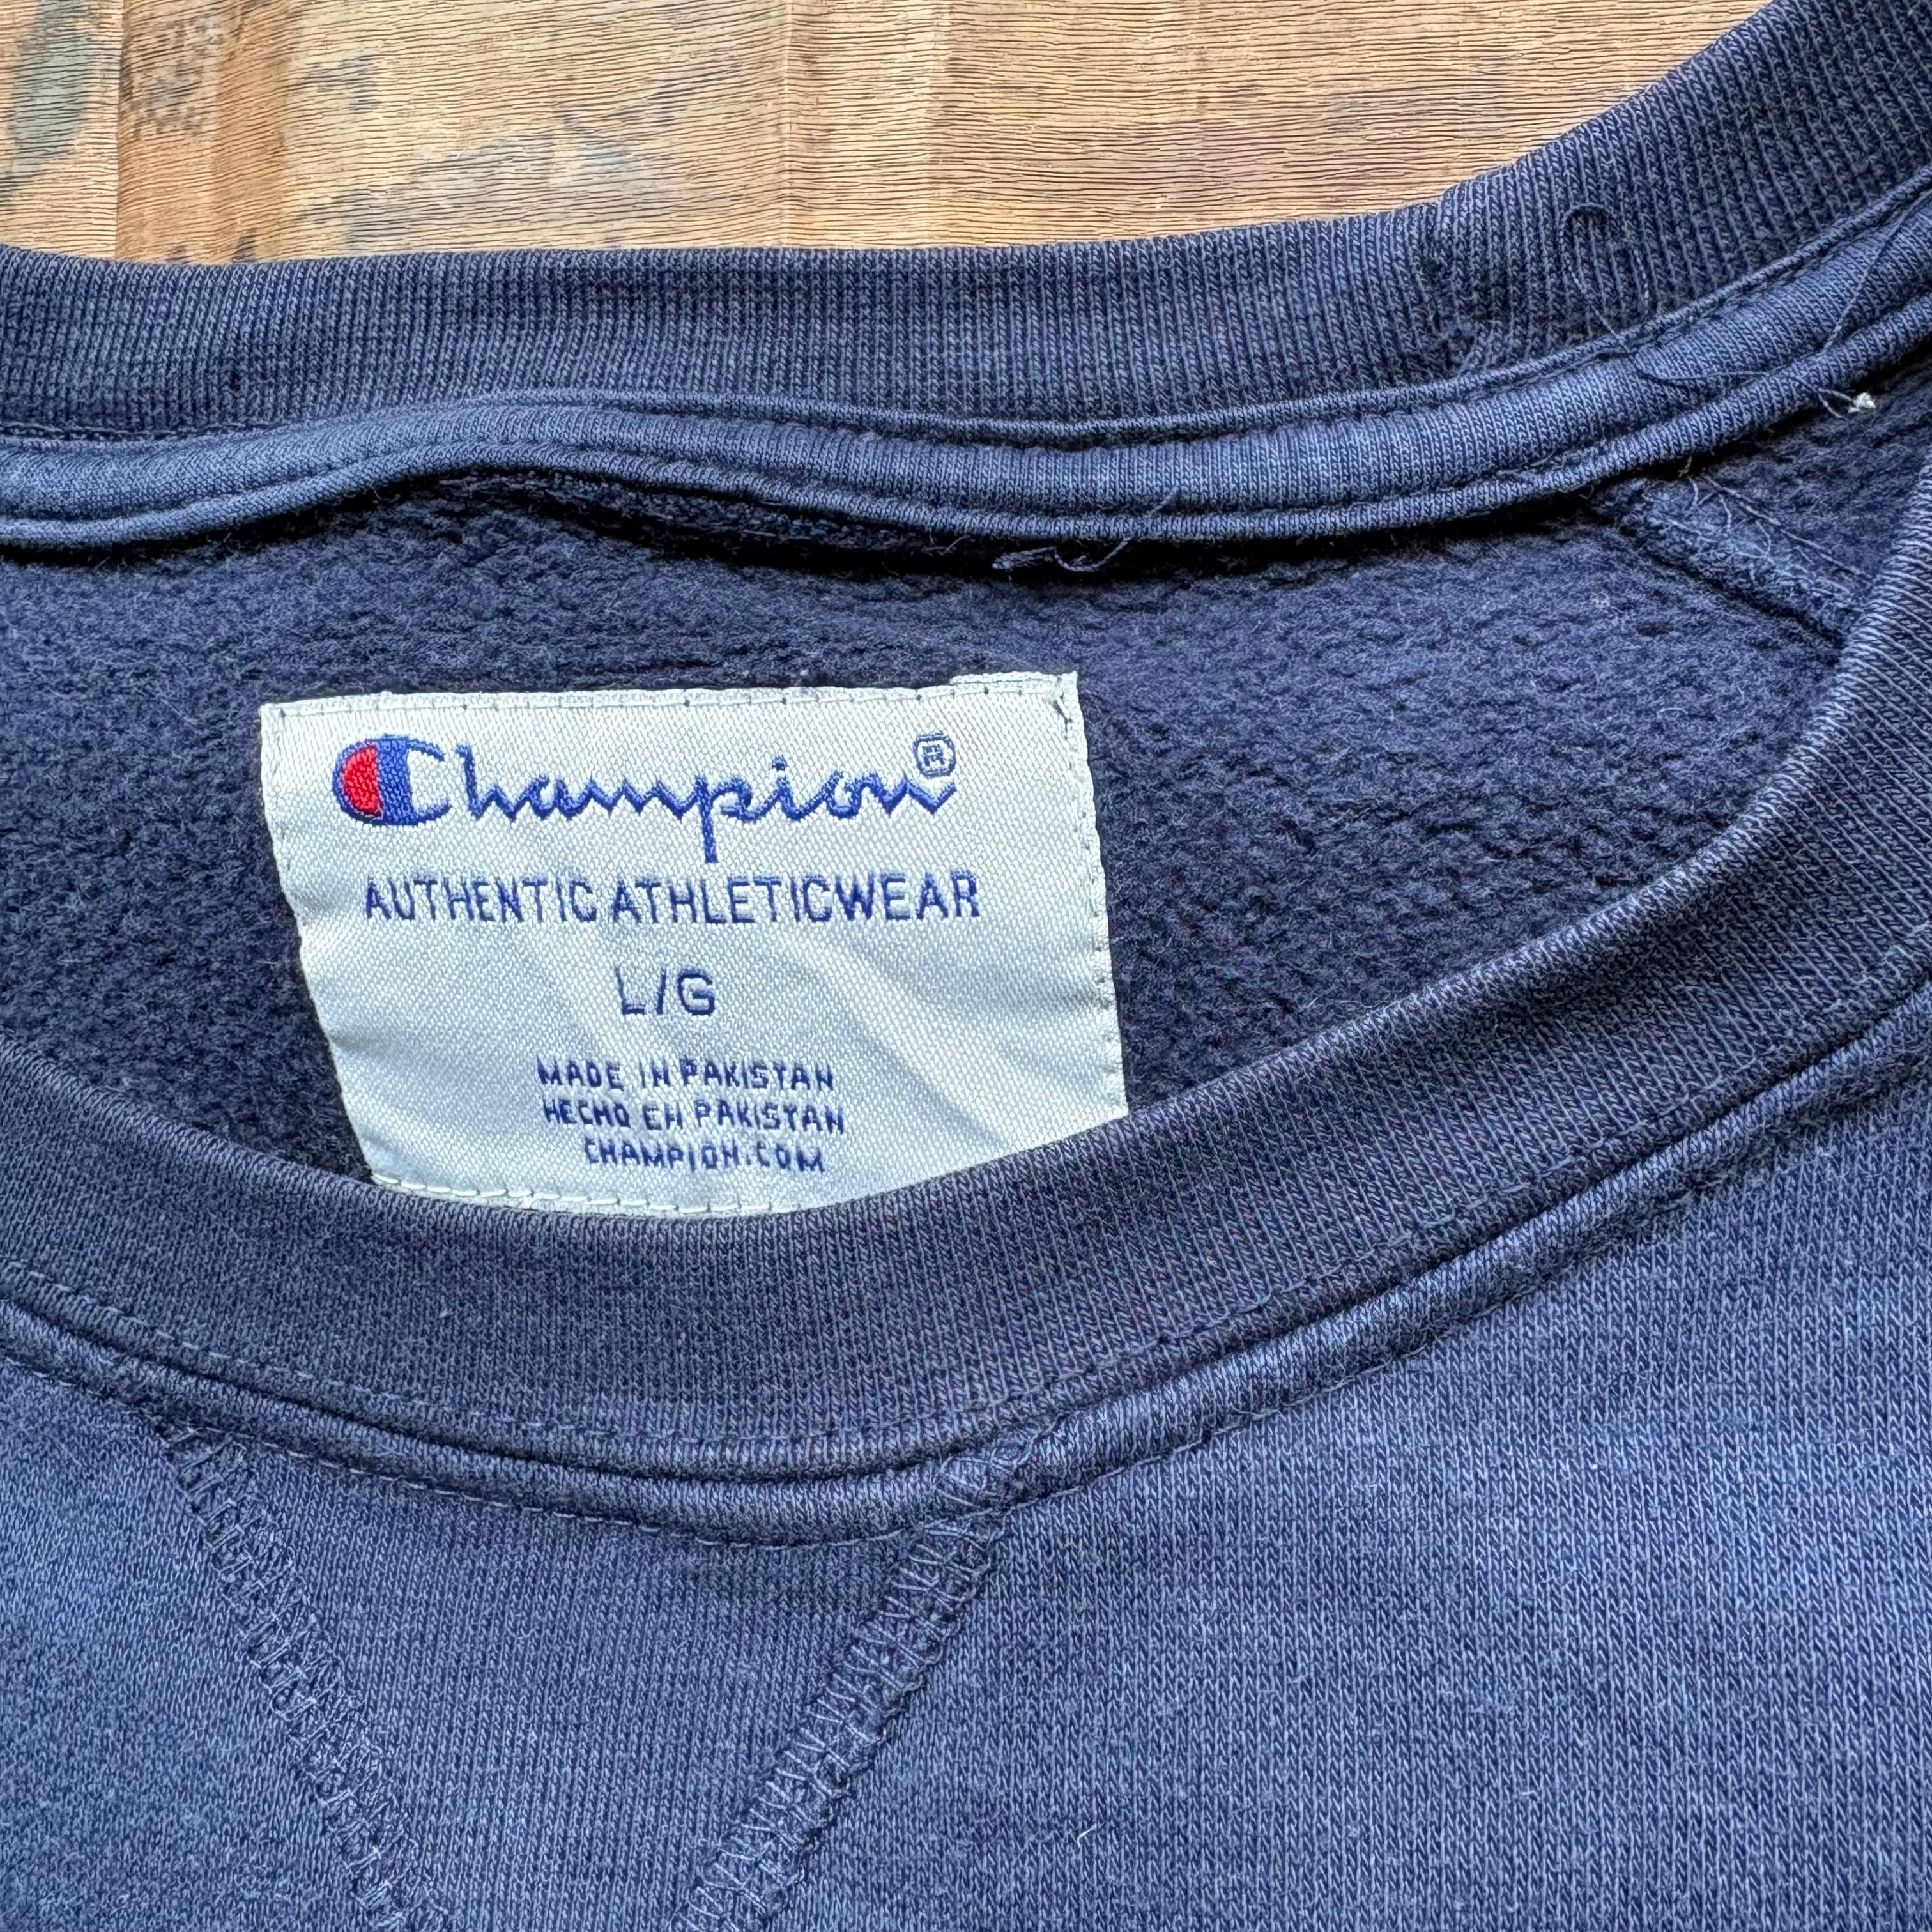 Champion®
AUTHENTIC ATHLETICWEAR
L/G
MADE IN PAKISTAN
HECHO EN PAKISTAN
CHAMPION.COM